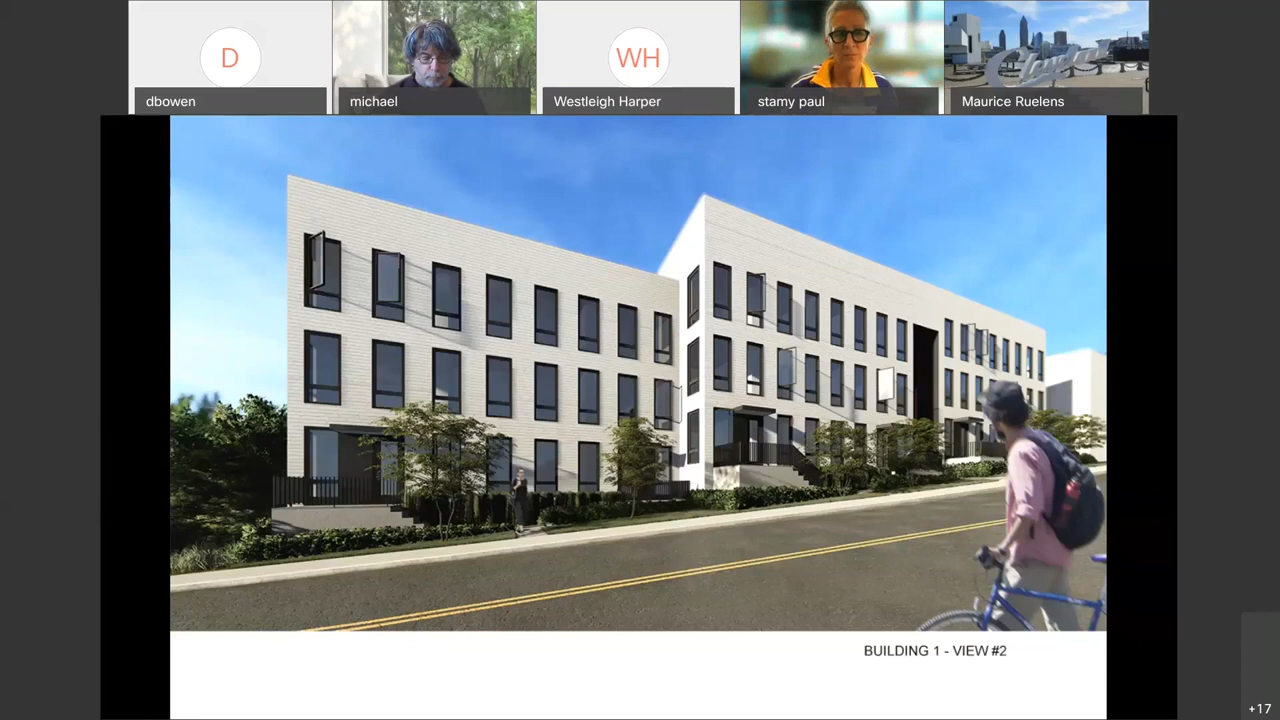 D
WH
dbowen
michael
Westleigh Harper
stamy paul
Maurice Ruelens
BUILDING 1 - VIEW #2
+17